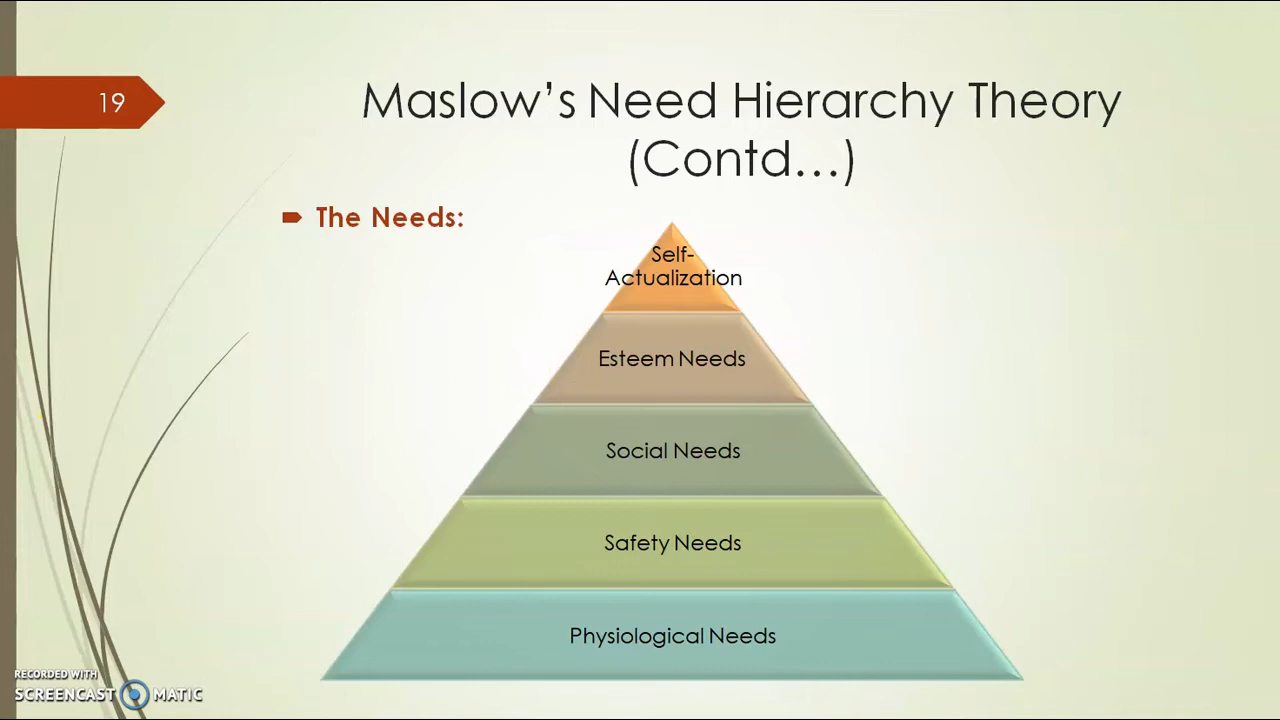 19
Maslow's Need Hierarchy Theory
(Contd...)
The Needs:
Self-
Actualization
Esteem Needs
Social Needs
Safety Needs
Physiological Needs
RECORDED WITH
SCREENCAST MATIC